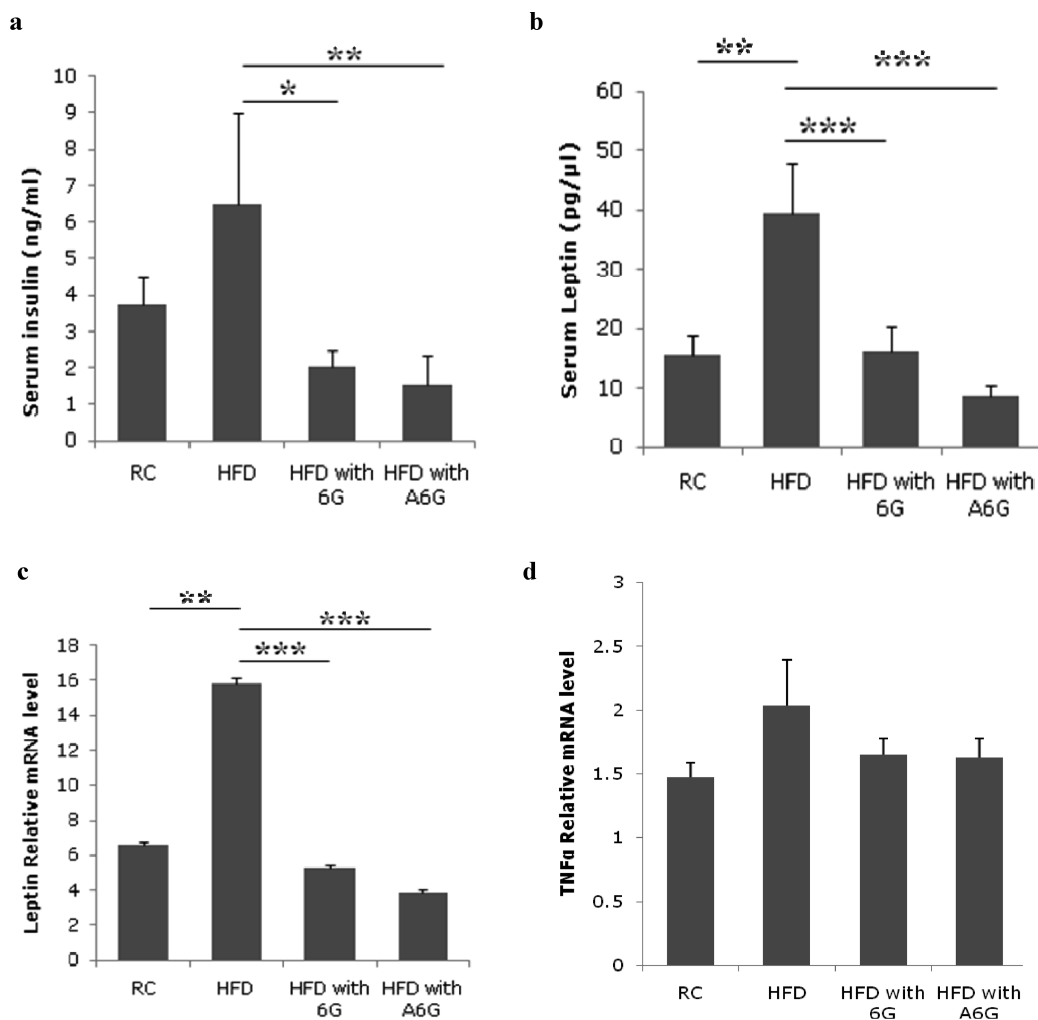 a
**
*
10
9
8
7
6
5
4
3
2
1
0
Serum insulin (ng/ml)
RC
HFD
HFD with
6G
HFD with
A6G
b
**
***
***
60
50
40
30
20
10
0
Serum Leptin (pg/µl)
RC
HFD
HFD with
6G
HFD with
A6G
c
**
***
***
18
16
14
12
10
8
6
4
2
0
Leptin Relative mRNA level
RC
HFD
HFD with
6G
HFD with
A6G
d
3
2.5
2
1.5
1
0.5
0
TNFα Relative mRNA level
RC
HFD
HFD with
6G
HFD with
A6G